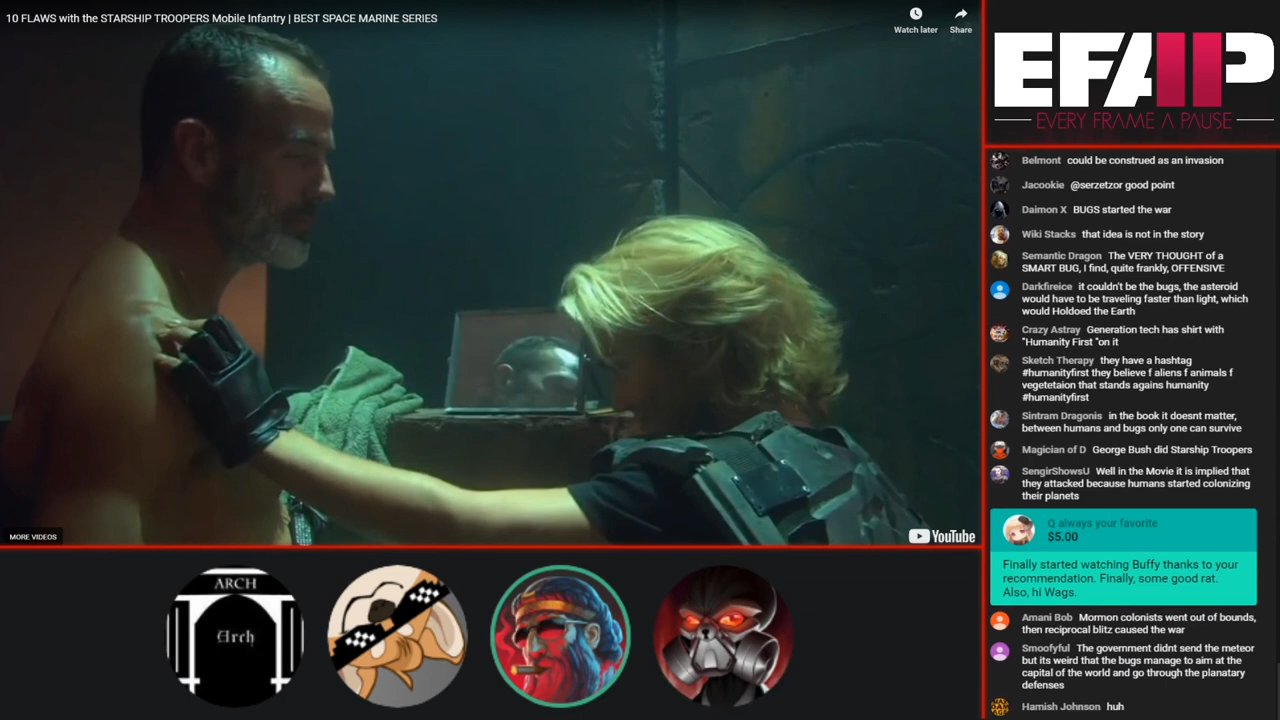 10 FLAWS with the STARSHIP TROOPERS Mobile Infantry | BEST SPACE MARINE SERIES
Watch later
Share
MORE VIDEOS
YouTube
ARCH
Arch
EFAP
EVERY FRAME A PAUSE
Belmont could be construed as an invasion
Jacookie @serzetzor good point
Daimon X BUGS started the war
Wiki Stacks that idea is not in the story
Semantic Dragon The VERY THOUGHT of a
SMART BUG, I find, quite frankly, OFFENSIVE
Darkfireice it couldn't be the bugs, the asteroid
would have to be traveling faster than light, which
would Holdoed the Earth
Crazy Astray Generation tech has shirt with
"Humanity First "on it
Sketch Therapy they have a hashtag
#humanityfirst they believe f aliens f animals f
vegetetaion that stands agains humanity
#humanityfirst
Sintram Dragonis in the book it doesnt matter,
between humans and bugs only one can survive
Magician of D George Bush did Starship Troopers
SengirShowsU Well in the Movie it is implied that
they attacked because humans started colonizing
their planets
Q always your favorite
$5.00
Finally started watching Buffy thanks to your
recommendation. Finally, some good rat.
Also, hi Wags.
Amani Bob Mormon colonists went out of bounds,
then reciprocal blitz caused the war
Smoofyful The government didnt send the meteor
but its weird that the bugs manage to aim at the
capital of the world and go through the planatary
defenses
Hamish Johnson huh